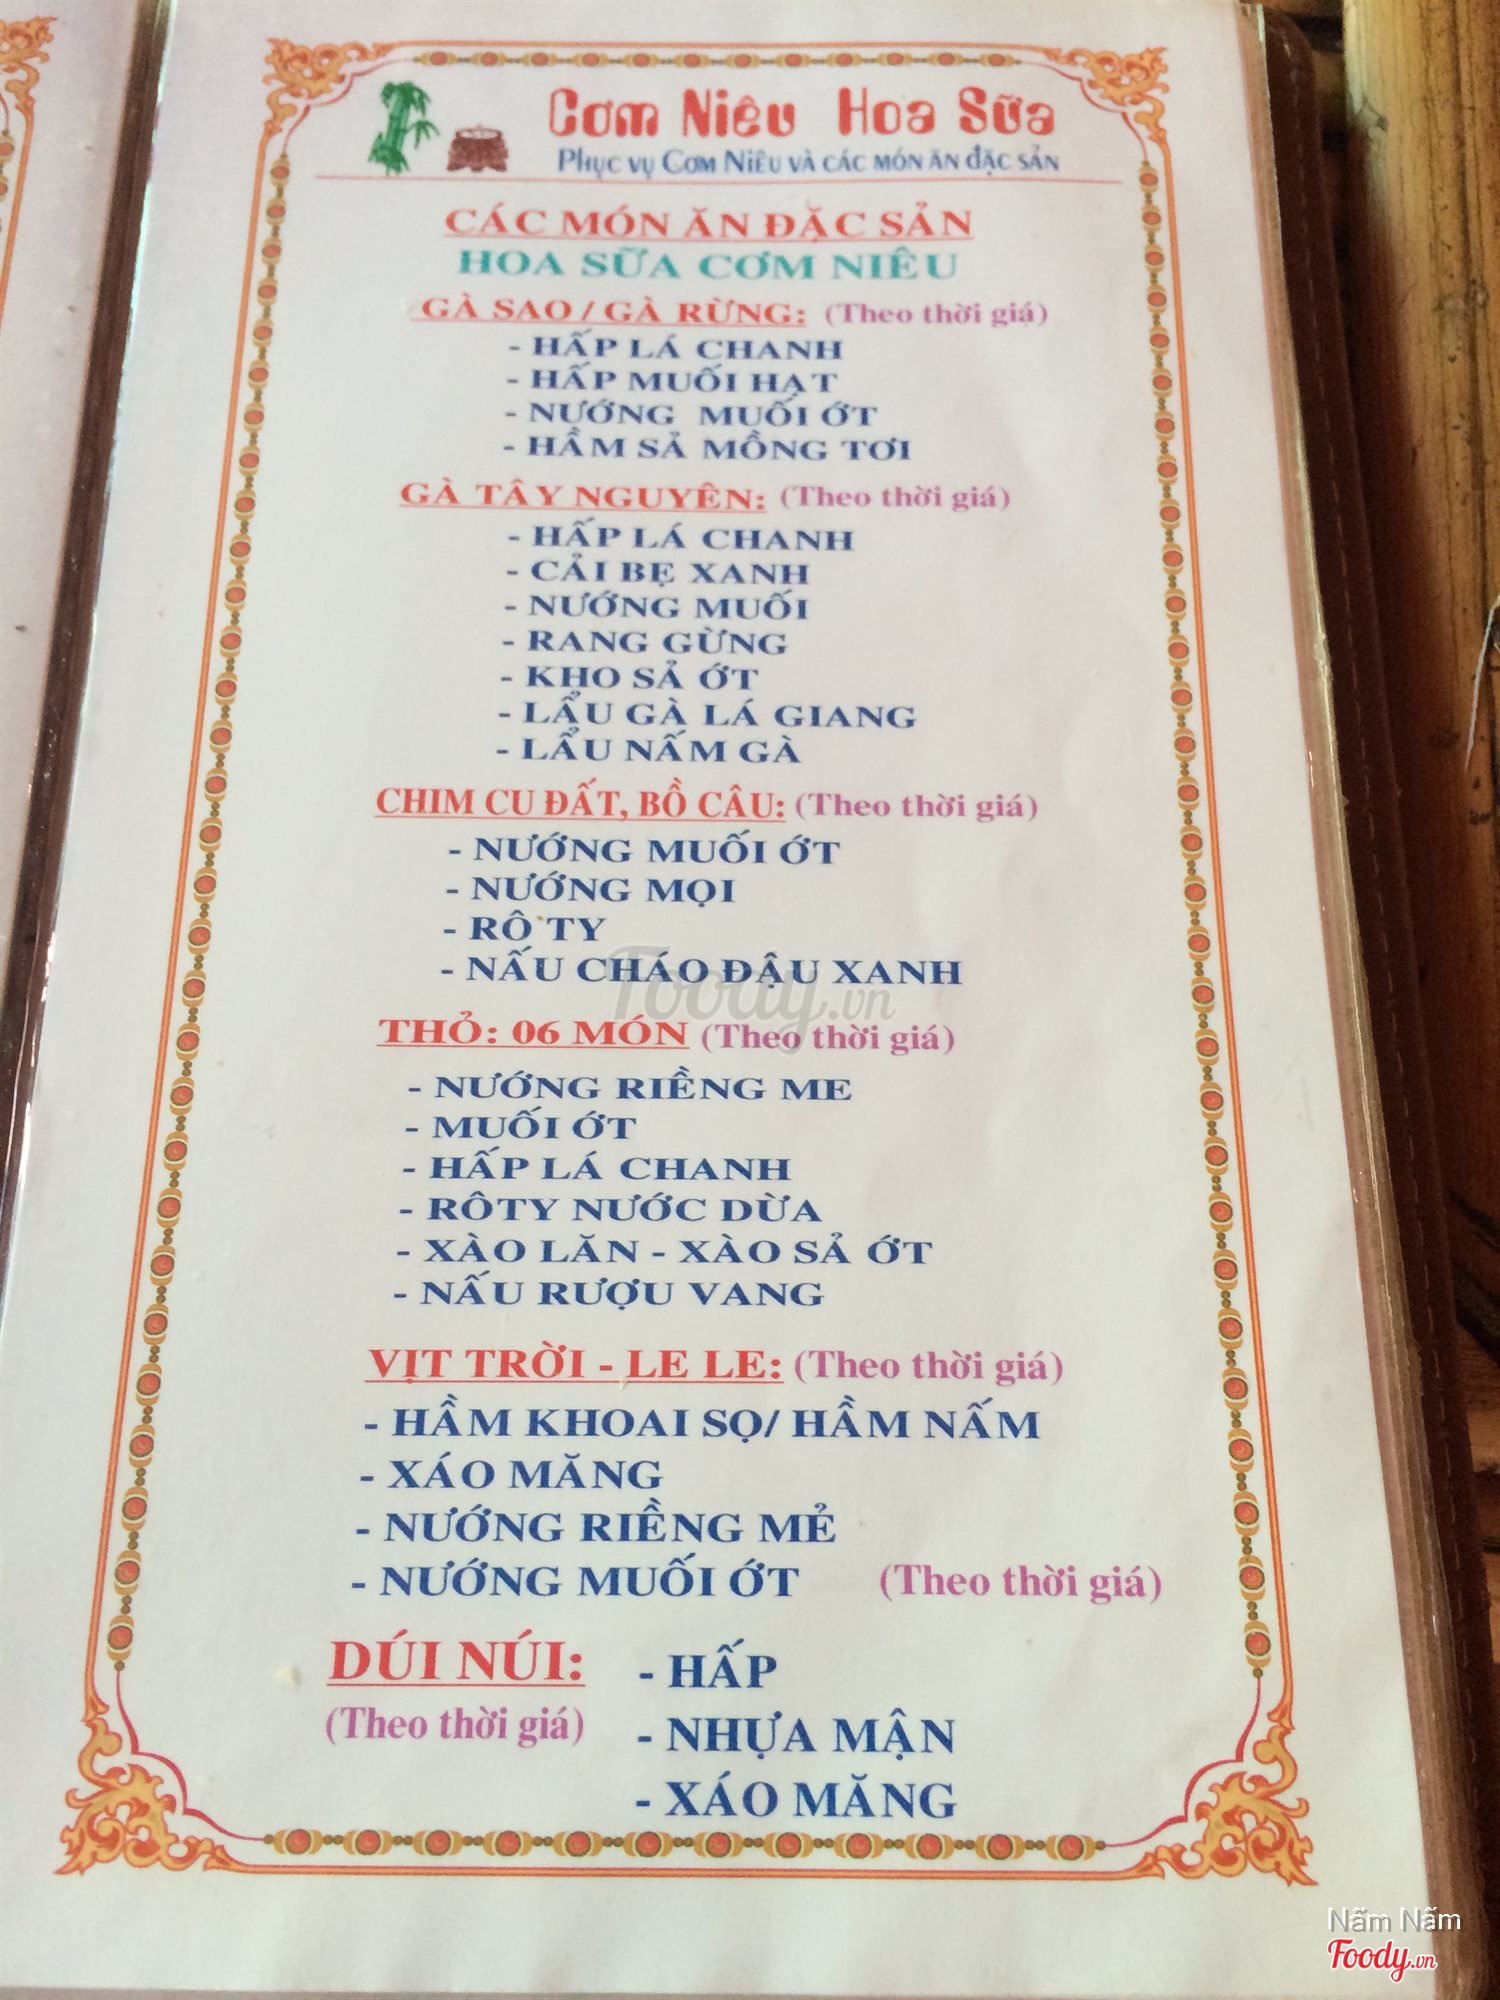 Cơm Niêu Hoa Sữa
Phục vụ Cơm Niêu và các món ăn đặc sản
CÁC MÓN ĂN ĐẶC SẢN
HOA SỮA CƠM NIÊU
GÀ SAO / GÀ RỪNG: (Theo thời giá)
- HẤP LÁ CHANH
- HẤP MUỐI HẠT
- NƯỚNG MUỐI ỚT
- HẦM SẢ MỒNG TƠI
GÀ TÂY NGUYÊN: (Theo thời giá)
- HẤP LÁ CHANH
- CẢI BẸ XANH
- NƯỚNG MUỐI
- RANG GỪNG
- KHO SẢ ỚT
- LẨU GÀ LÁ GIANG
- LẨU NẤM GÀ
CHIM CU ĐẤT, BỒ CÂU: (Theo thời giá)
- NƯỚNG MUỐI ỚT
- NƯỚNG MỌI
- RÔ TY
- NẤU CHÁO ĐẬU XANH
Foody.vn
THỎ: 06 MÓN (Theo thời giá)
- NƯỚNG RIỀNG ME
- MUỐI ỚT
- HẤP LÁ CHANH
- RÔTY NƯỚC DỪA
- XÀO LĂN - XÀO SẢ ỚT
- NẤU RƯỢU VANG
VỊT TRỜI - LE LE: (Theo thời giá)
- HẦM KHOAI SỌ/ HẦM NẤM
- XÁO MĂNG
- NƯỚNG RIỀNG MẺ
- NƯỚNG MUỐI ỚT (Theo thời giá)
DÚI NÚI: - HẤP
(Theo thời giá) - NHỰA MẬN
- XÁO MĂNG
Nấm Nấm
Foody.vn